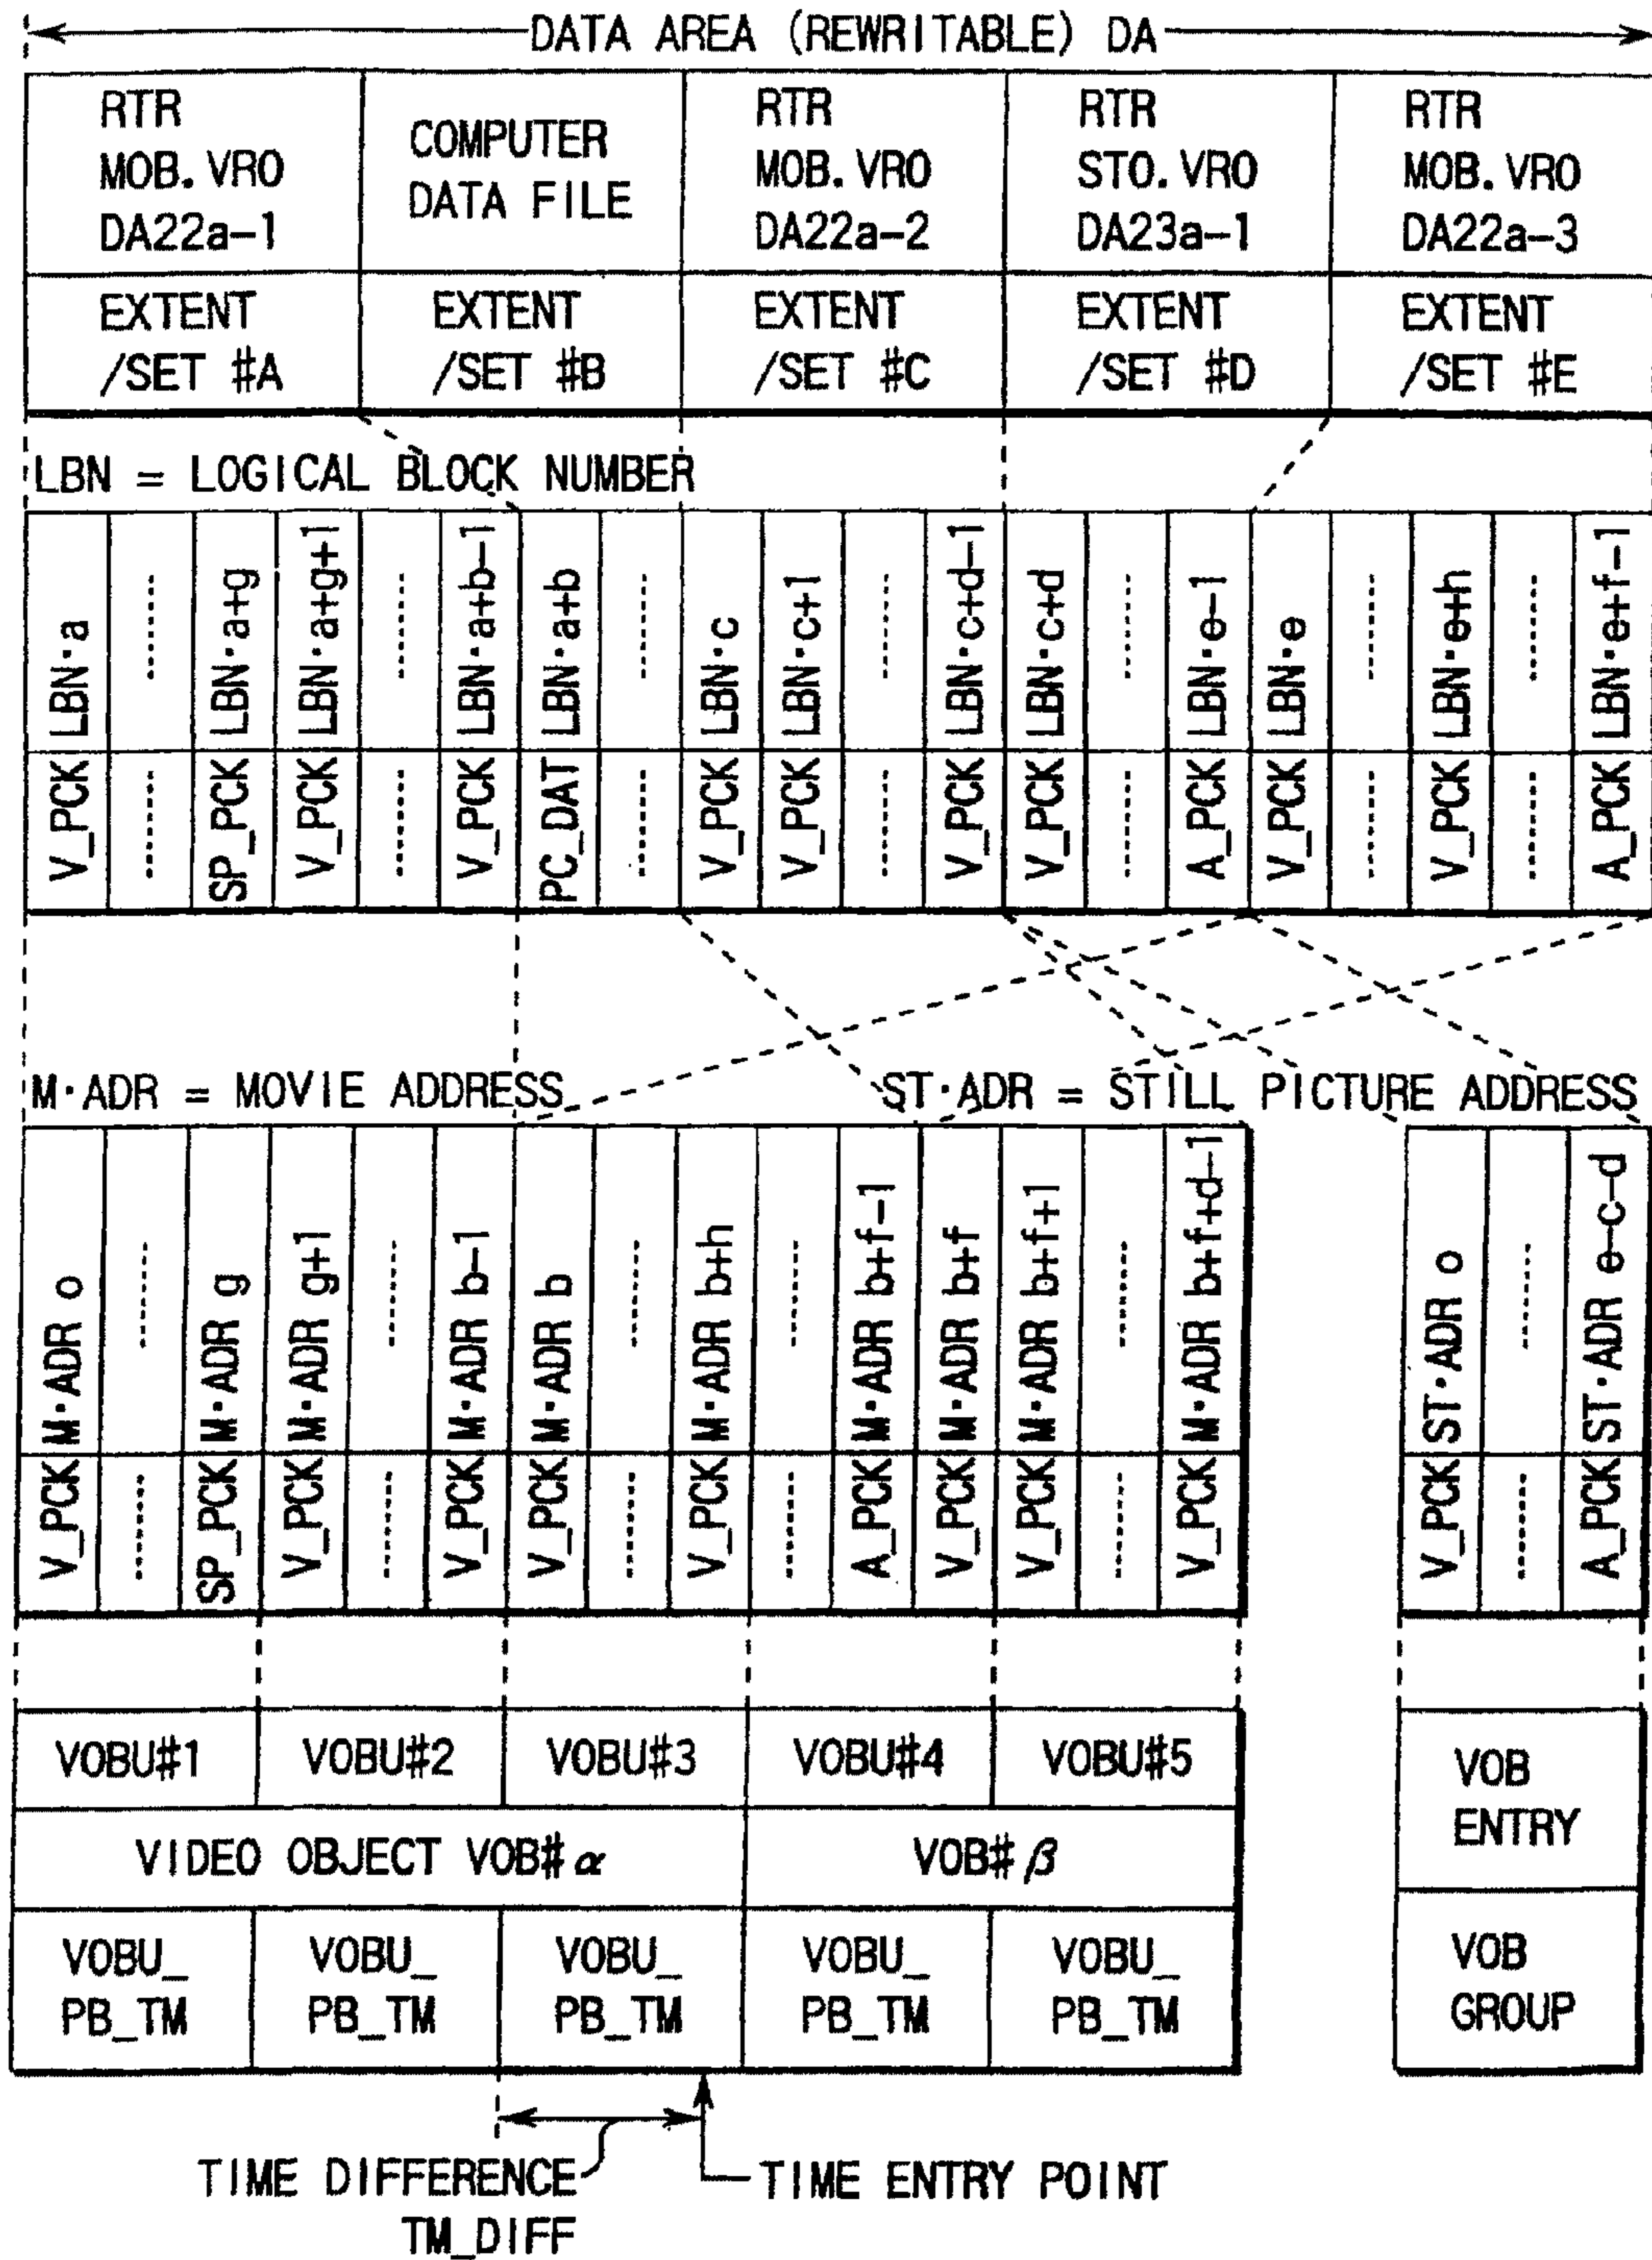 DATA AREA (REWRITABLE) DA
RTR
MOB. VRO
DA22a-1
COMPUTER
DATA FILE
RTR
MOB. VRO
DA22a-2
RTR
STO. VRO
DA23a-1
RTR
MOB. VRO
DA22a-3
EXTENT
/SET #A
EXTENT
/SET #B
EXTENT
/SET #C
EXTENT
/SET #D
EXTENT
/SET #E
LBN = LOGICAL BLOCK NUMBER
LBN·a
LBN·a+g
LBN·a+g+1
LBN·a+b-1
LBN·a+b
LBN·c
LBN·c+1
LBN·c+d-1
LBN·c+d
LBN·e-1
LBN·e
LBN·e+h
LBN·e+f-1
V_PCK
SP_PCK
V_PCK
V_PCK
PC_DAT
V_PCK
V_PCK
V_PCK
V_PCK
A_PCK
V_PCK
V_PCK
A_PCK
M·ADR = MOVIE ADDRESS
ST·ADR = STILL PICTURE ADDRESS
M·ADR o
M·ADR g
M·ADR g+1
M·ADR b-1
M·ADR b
M·ADR b+h
M·ADR b+f-1
M·ADR b+f
M·ADR b+f+1
M·ADR b+f+d-1
ST·ADR o
ST·ADR e-c-d
V_PCK
SP_PCK
V_PCK
V_PCK
V_PCK
V_PCK
A_PCK
V_PCK
V_PCK
V_PCK
V_PCK
A_PCK
VOBU#1
VOBU#2
VOBU#3
VOBU#4
VOBU#5
VOB
ENTRY
VIDEO OBJECT VOB# α
VOB# β
VOBU_
PB_TM
VOBU_
PB_TM
VOBU_
PB_TM
VOBU_
PB_TM
VOBU_
PB_TM
VOB
GROUP
TIME DIFFERENCE
TM_DIFF
TIME ENTRY POINT